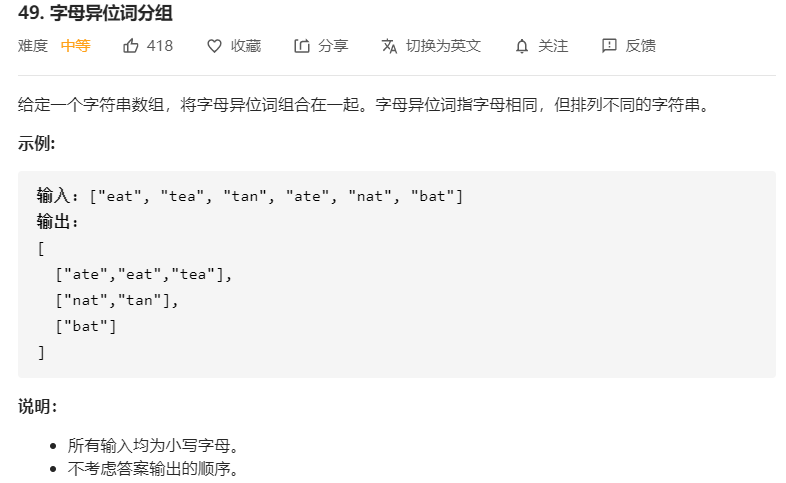 49. 字母异位词分组
难度 中等 418 收藏 分享 切换为英文 关注 反馈
给定一个字符串数组，将字母异位词组合在一起。字母异位词指字母相同，但排列不同的字符串。
示例:
输入: ["eat", "tea", "tan", "ate", "nat", "bat"]
输出:
[
  ["ate","eat","tea"],
  ["nat","tan"],
  ["bat"]
]
说明：
• 所有输入均为小写字母。
• 不考虑答案输出的顺序。